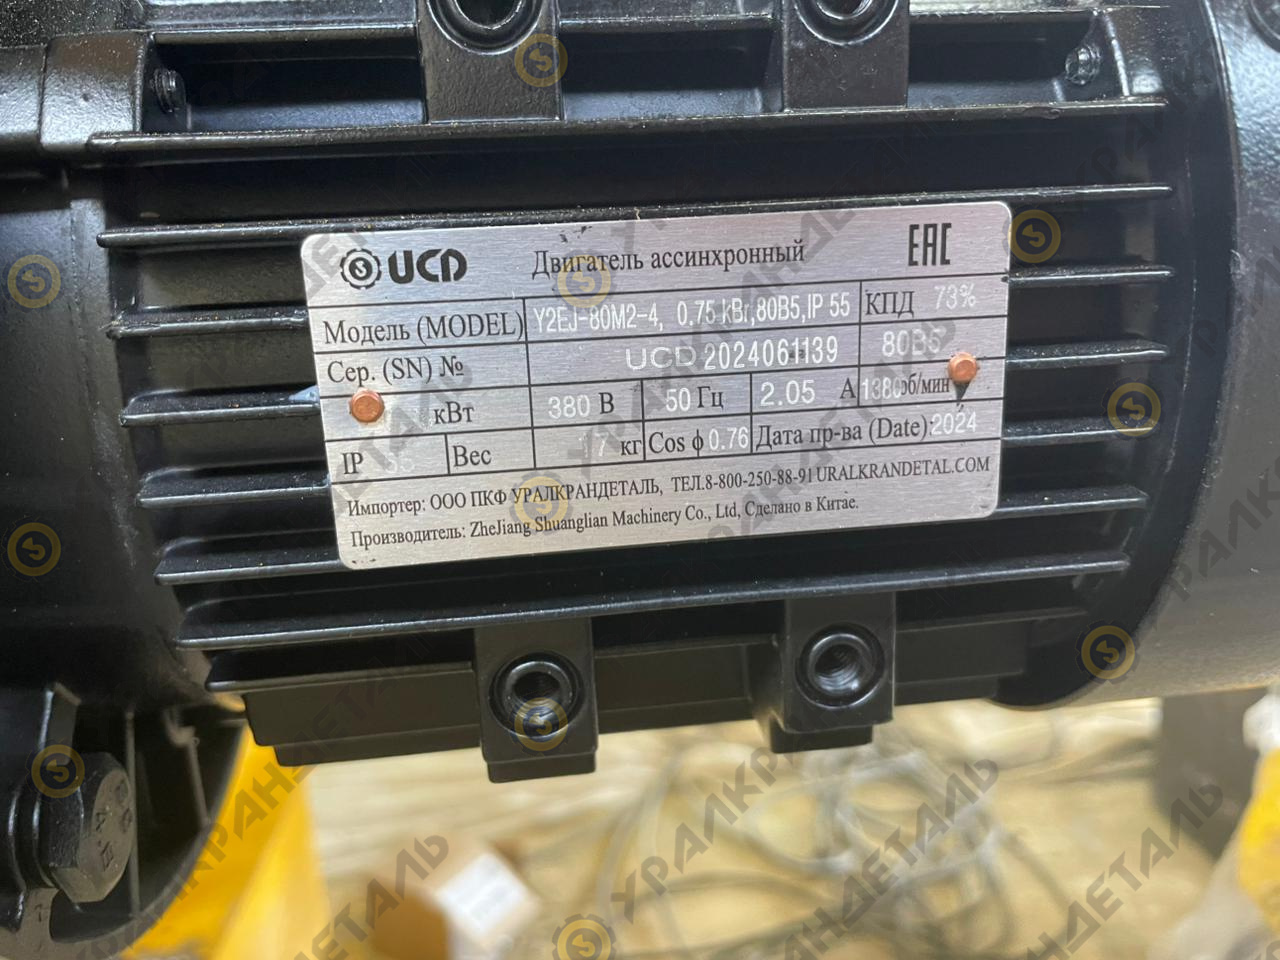 UCD Двигатель ассинхронный EAC
Модель (MODEL) Y2EJ-80M2-4, 0.75 kBr,80B5,IP 55 КПД 73%
Сер. (SN) № UCD 2024061139 80B5
кВт 380 В 50 Гц 2.05 А об/мин
IP 55 Вес кг Cos ф 0.76 Дата пр-ва (Date) 2024
Импортер: ООО ПКФ УРАЛКРАНДЕТАЛЬ, ТЕЛ.8-800-250-88-91 URALKRANDETAL.COM
Производитель: ZheJiang Shuanglian Machinery Co., Ltd, Сделано в Китае.
УРАЛКРАНДЕТАЛЬ